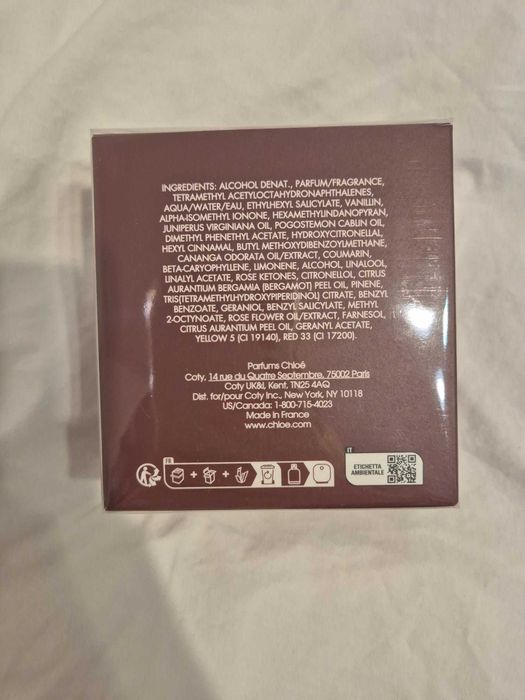 INGREDIENTS: ALCOHOL DENAT., PARFUM/FRAGRANCE,
TETRAMETHYL ACETYLOCTAHYDRONAPHTHALENES,
AQUA/WATER/EAU, ETHYLHEXYL SALICYLATE, VANILLIN,
ALPHA-ISOMETHYL IONONE, HEXAMETHYLINDANOPYRAN,
JUNIPERUS VIRGINIANA OIL, POGOSTEMON CABLIN OIL,
DIMETHYL PHENETHYL ACETATE, HYDROXYCITRONELLAL,
HEXYL CINNAMAL, BUTYL METHOXYDIBENZOYLMETHANE,
CANANGA ODORATA OIL/EXTRACT, COUMARIN,
BETA-CARYOPHYLLENE, LIMONENE, ALCOHOL, LINALOOL,
LINALYL ACETATE, ROSE KETONES, CITRONELLOL, CITRUS
AURANTIUM BERGAMIA (BERGAMOT) PEEL OIL, PINENE,
TRIS(TETRAMETHYLHYDROXYPIPERIDINOL) CITRATE, BENZYL
BENZOATE, GERANIOL, BENZYL SALICYLATE, METHYL
2-OCTYNOATE, ROSE FLOWER OIL/EXTRACT, FARNESOL,
CITRUS AURANTIUM PEEL OIL, GERANYL ACETATE,
YELLOW 5 (CI 19140), RED 33 (CI 17200).
Parfums Chloé
Coty, 14 rue du Quatre Septembre, 75002 Paris
Coty UK&I, Kent, TN25 4AQ
Dist. for/pour Coty Inc., New York, NY 10118
US/Canada: 1-800-715-4023
Made in France
www.chloe.com
FR
IT
ETICHETTA
AMBIENTALE